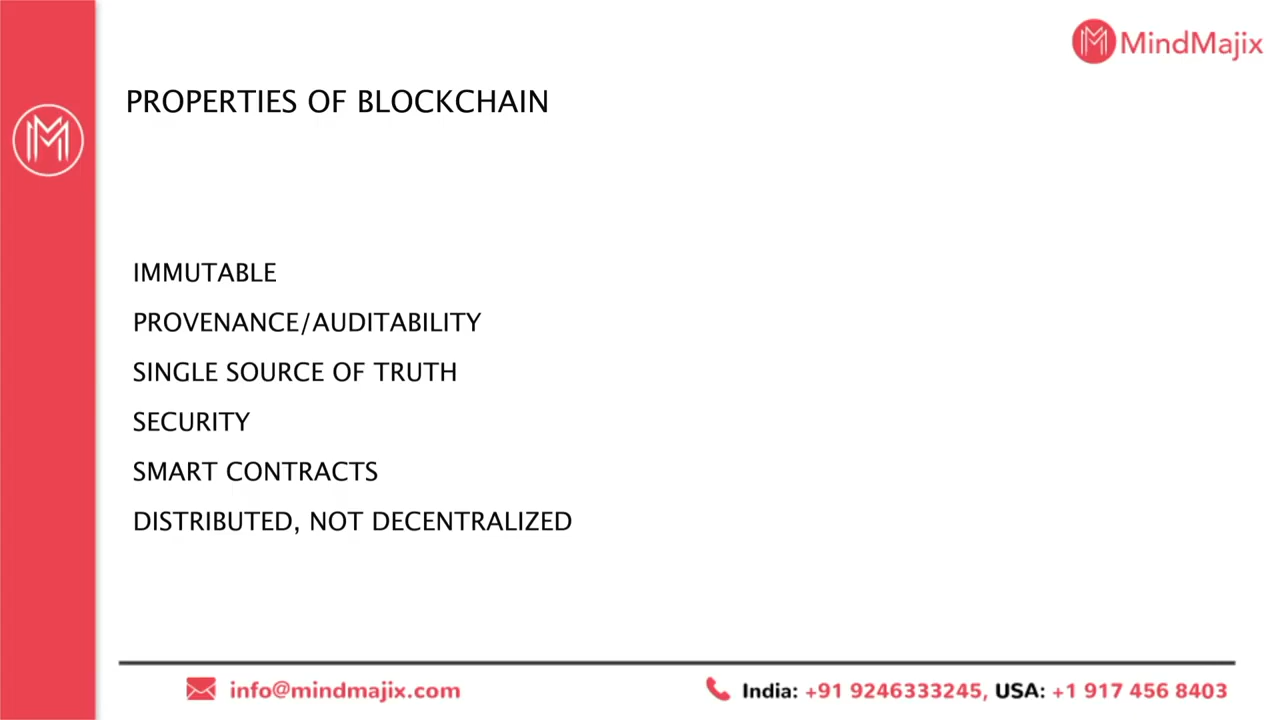 MindMajix
PROPERTIES OF BLOCKCHAIN
IMMUTABLE
PROVENANCE/AUDITABILITY
SINGLE SOURCE OF TRUTH
SECURITY
SMART CONTRACTS
DISTRIBUTED, NOT DECENTRALIZED
info@mindmajix.com
India: +91 9246333245, USA: +1 917 456 8403